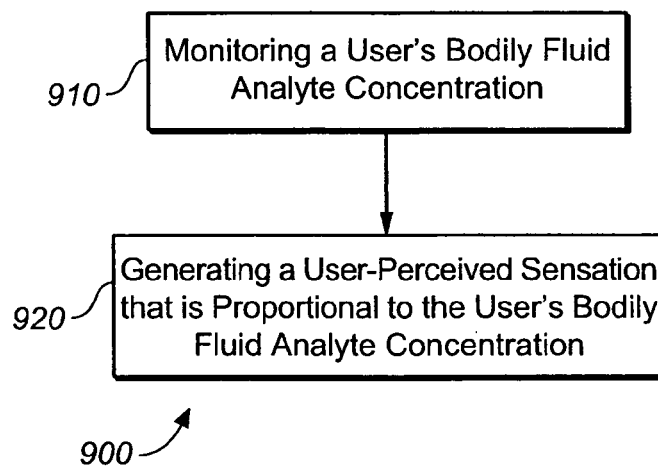 Monitoring a User's Bodily Fluid
Analyte Concentration
910
Generating a User-Perceived Sensation
that is Proportional to the User's Bodily
Fluid Analyte Concentration
920
900